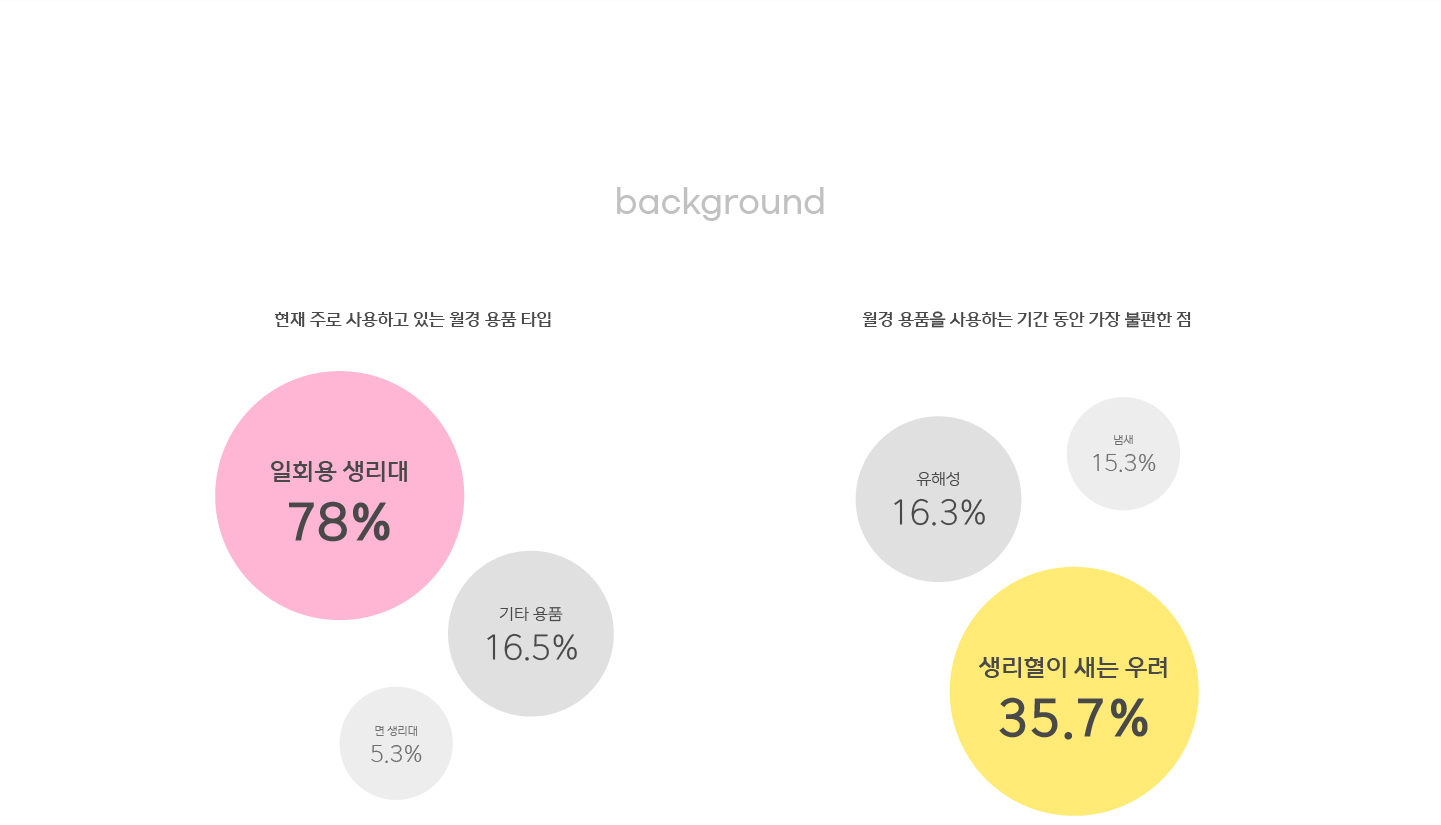 background
현재 주로 사용하고 있는 월경 용품 타입
일회용 생리대
78%
기타 용품
16.5%
면 생리대
5.3%
월경 용품을 사용하는 기간 동안 가장 불편한 점
유해성
16.3%
냄새
15.3%
생리혈이 새는 우려
35.7%